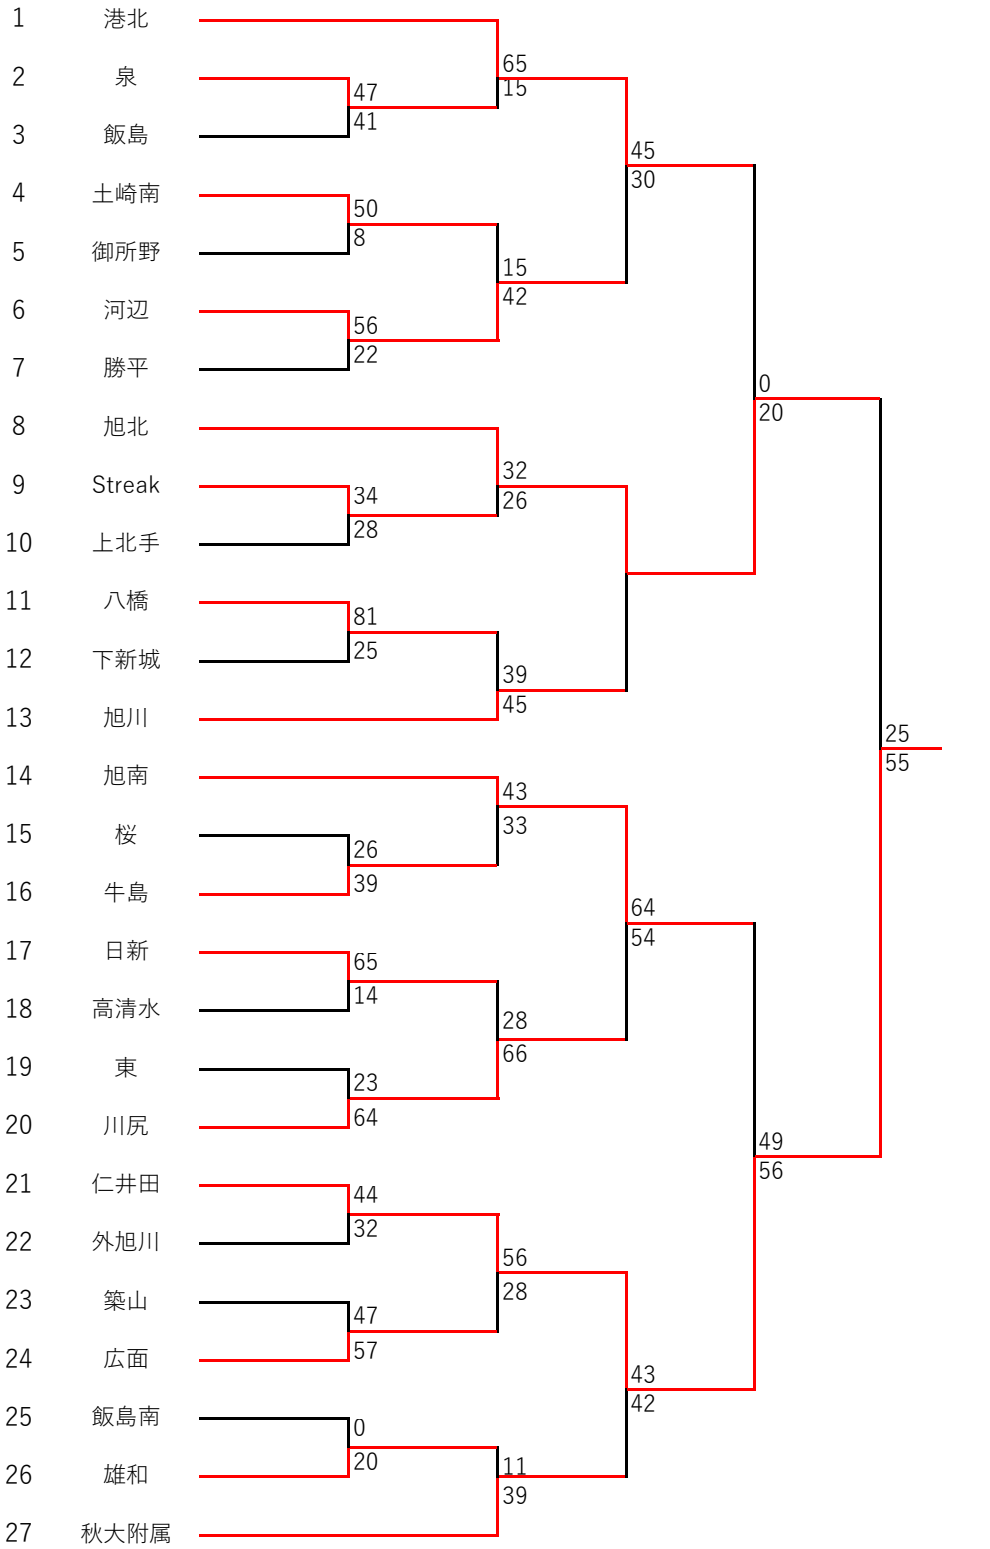 1 港北
65
2 泉
15
47
3 飯島
41
45
30
4 土崎南
50
5 御所野
8
15
42
6 河辺
56
7 勝平
22
0
20
8 旭北
32
9 Streak
34
26
10 上北手
28
11 八橋
81
12 下新城
25
39
13 旭川
45
25
55
14 旭南
43
15 桜
33
26
16 牛島
39
64
54
17 日新
65
18 高清水
14
28
66
19 東
23
20 川尻
64
49
56
21 仁井田
44
22 外旭川
32
56
28
23 築山
47
24 広面
57
43
42
25 飯島南
0
26 雄和
20
11
39
27 秋大附属